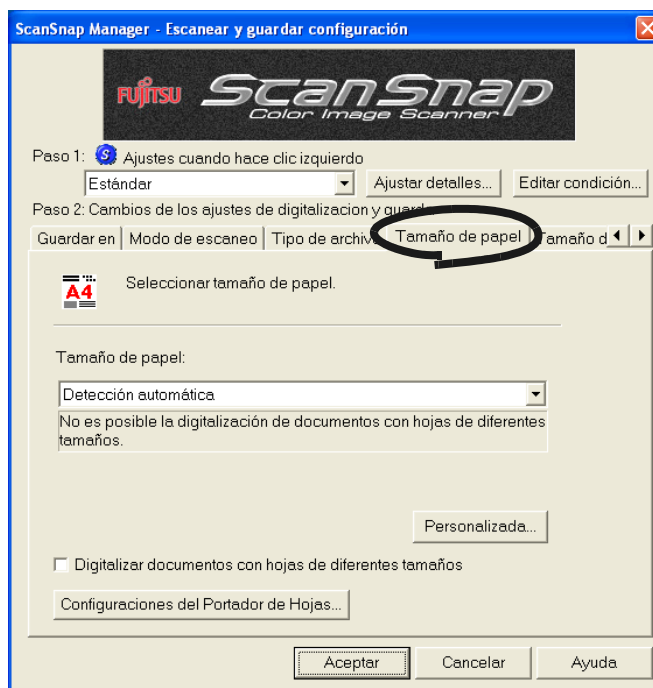 ScanSnap Manager - Escanear y guardar configuración
FUJITSU ScanSnap
Color Image Scanner
Paso 1: S Ajustes cuando hace clic izquierdo
Estándar Ajustar detalles... Editar condición...
Paso 2: Cambios de los ajustes de digitalizacion y
Guardar en Modo de escaneo Tipo de archiv Tamaño de papel Tamaño d
A4 Seleccionar tamaño de papel.
Tamaño de papel:
Detección automática
No es posible la digitalización de documentos con hojas de diferentes
tamaños.
Personalizada...
Digitalizar documentos con hojas de diferentes tamaños
Configuraciones del Portador de Hojas...
Aceptar Cancelar Ayuda